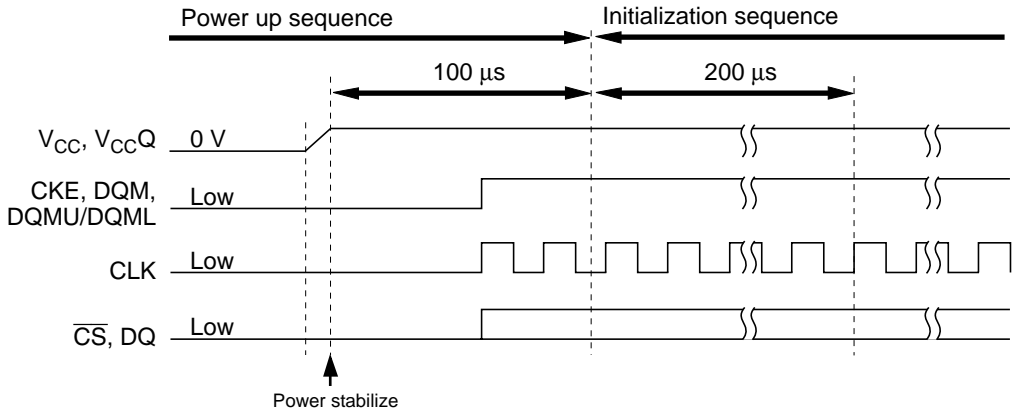 Power up sequence
Initialization sequence
100 μs
200 μs
VCC, VCCQ 0 V
CKE, DQM, Low
DQMU/DQML
CLK Low
CS, DQ Low
Power stabilize